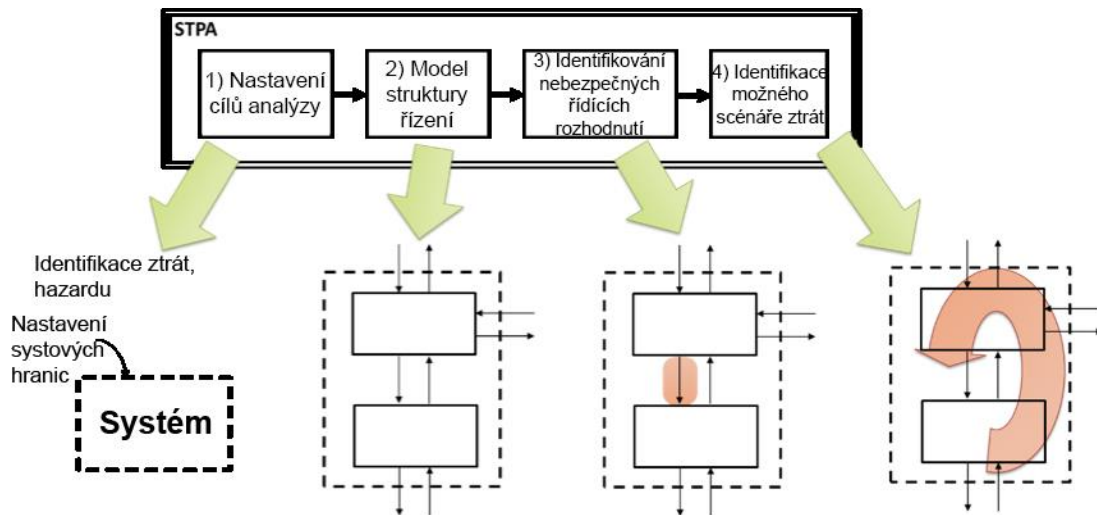 STPA
1) Nastavení
cílů analýzy
2) Model
struktury
řízení
3) Identifikování
nebezpečných
řídících
rozhodnutí
4) Identifikace
možného
scénáře ztrát
Identifikace ztrát,
hazardu
Nastavení
systových
hranic
Systém